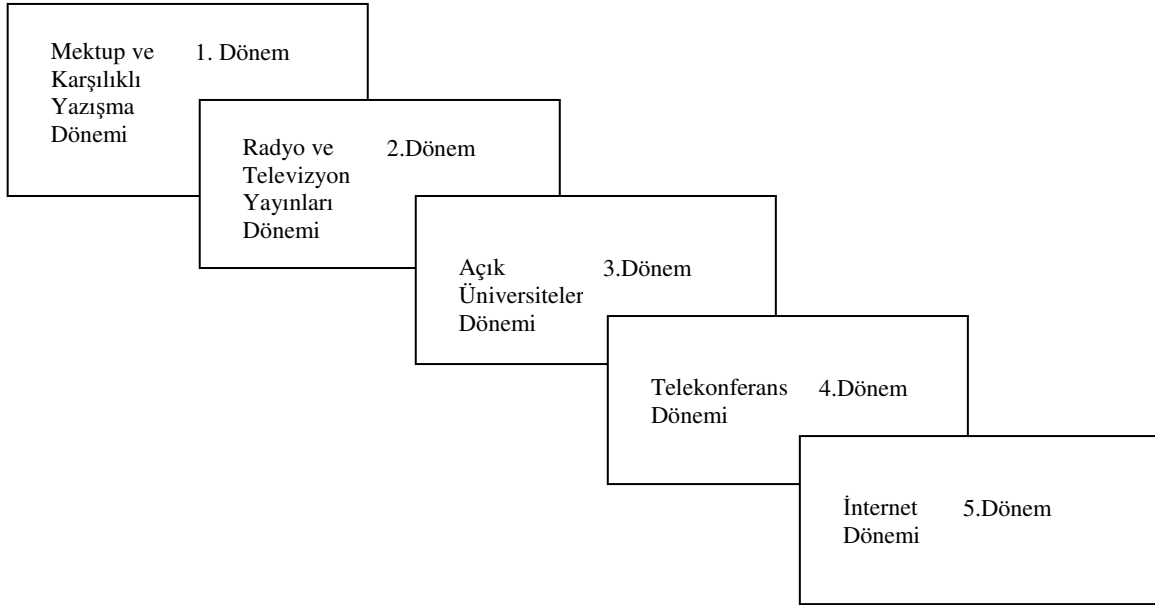 Mektup ve 1. Dönem
Karşılıklı
Yazışma
Dönemi
Radyo ve 2.Dönem
Televizyon
Yayınları
Dönemi
Açık 3.Dönem
Üniversiteler
Dönemi
Telekonferans 4.Dönem
Dönemi
İnternet 5.Dönem
Dönemi